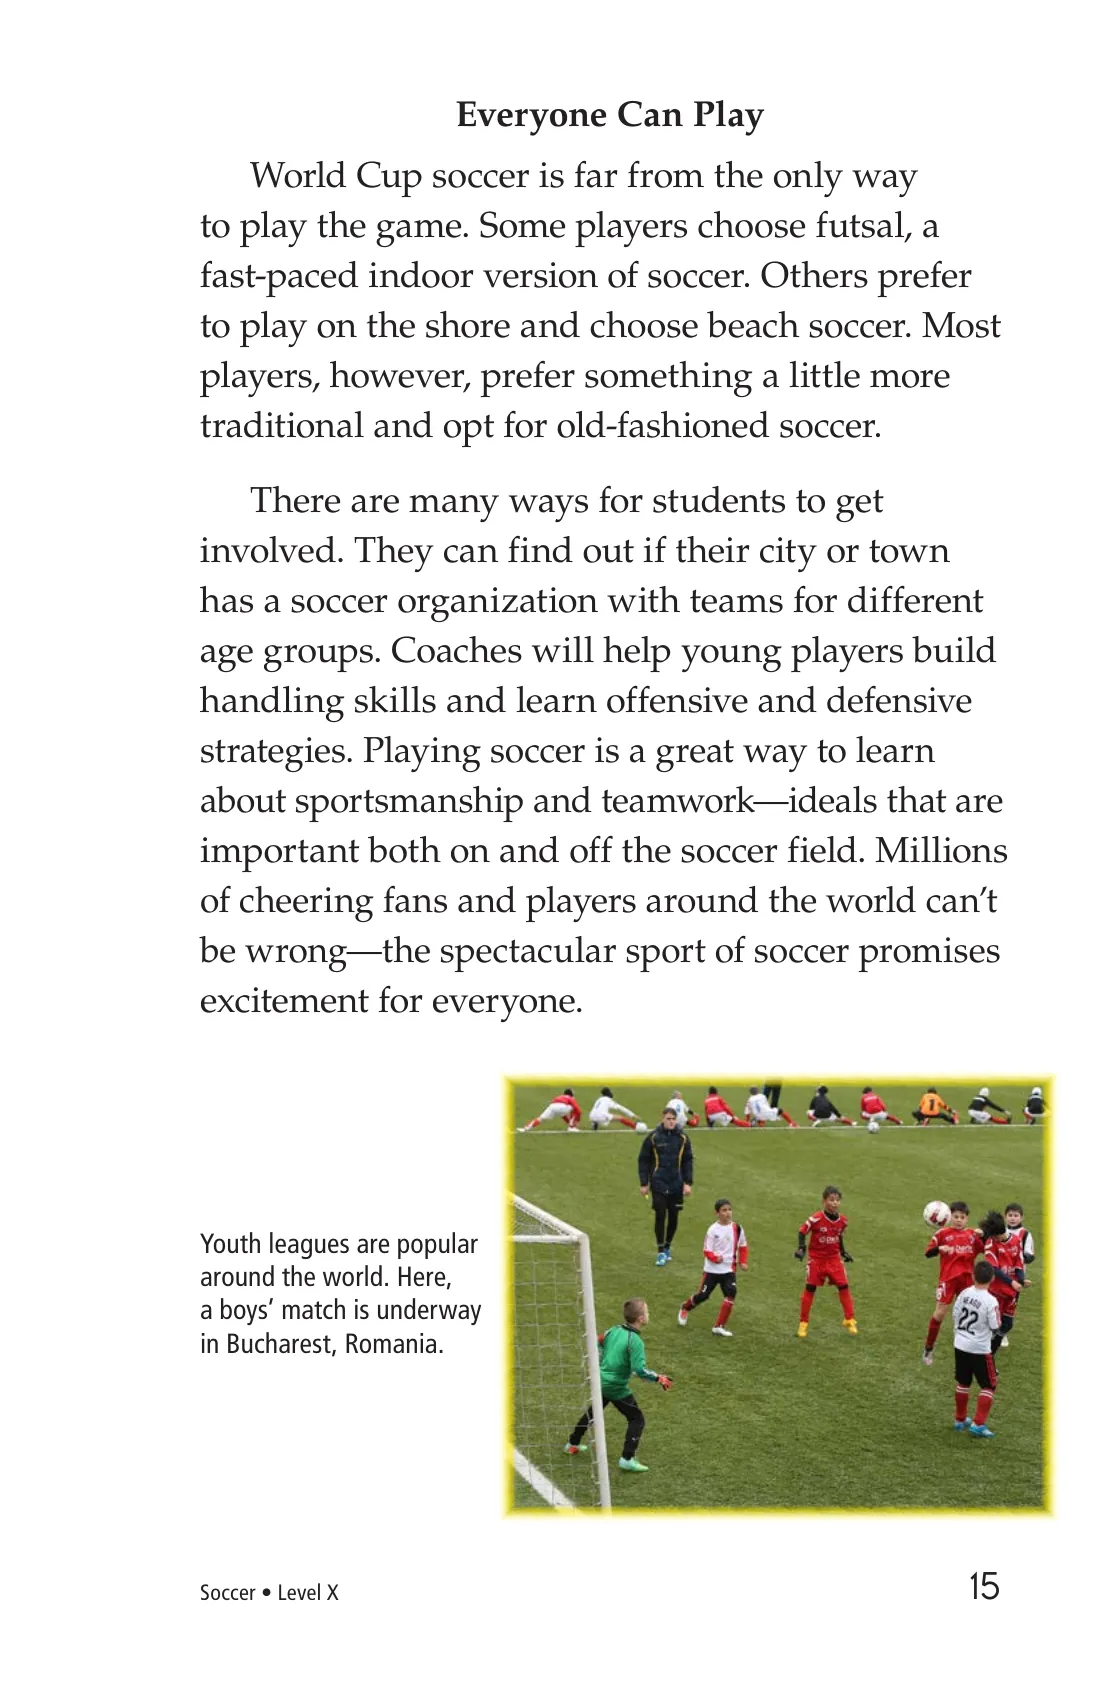 Everyone Can Play
World Cup soccer is far from the only way
to play the game. Some players choose futsal, a
fast-paced indoor version of soccer. Others prefer
to play on the shore and choose beach soccer. Most
players, however, prefer something a little more
traditional and opt for old-fashioned soccer.
There are many ways for students to get
involved. They can find out if their city or town
has a soccer organization with teams for different
age groups. Coaches will help young players build
handling skills and learn offensive and defensive
strategies. Playing soccer is a great way to learn
about sportsmanship and teamwork—ideals that are
important both on and off the soccer field. Millions
of cheering fans and players around the world can’t
be wrong—the spectacular sport of soccer promises
excitement for everyone.
Youth leagues are popular
around the world. Here,
a boys’ match is underway
in Bucharest, Romania.
1
22
Soccer • Level X
15